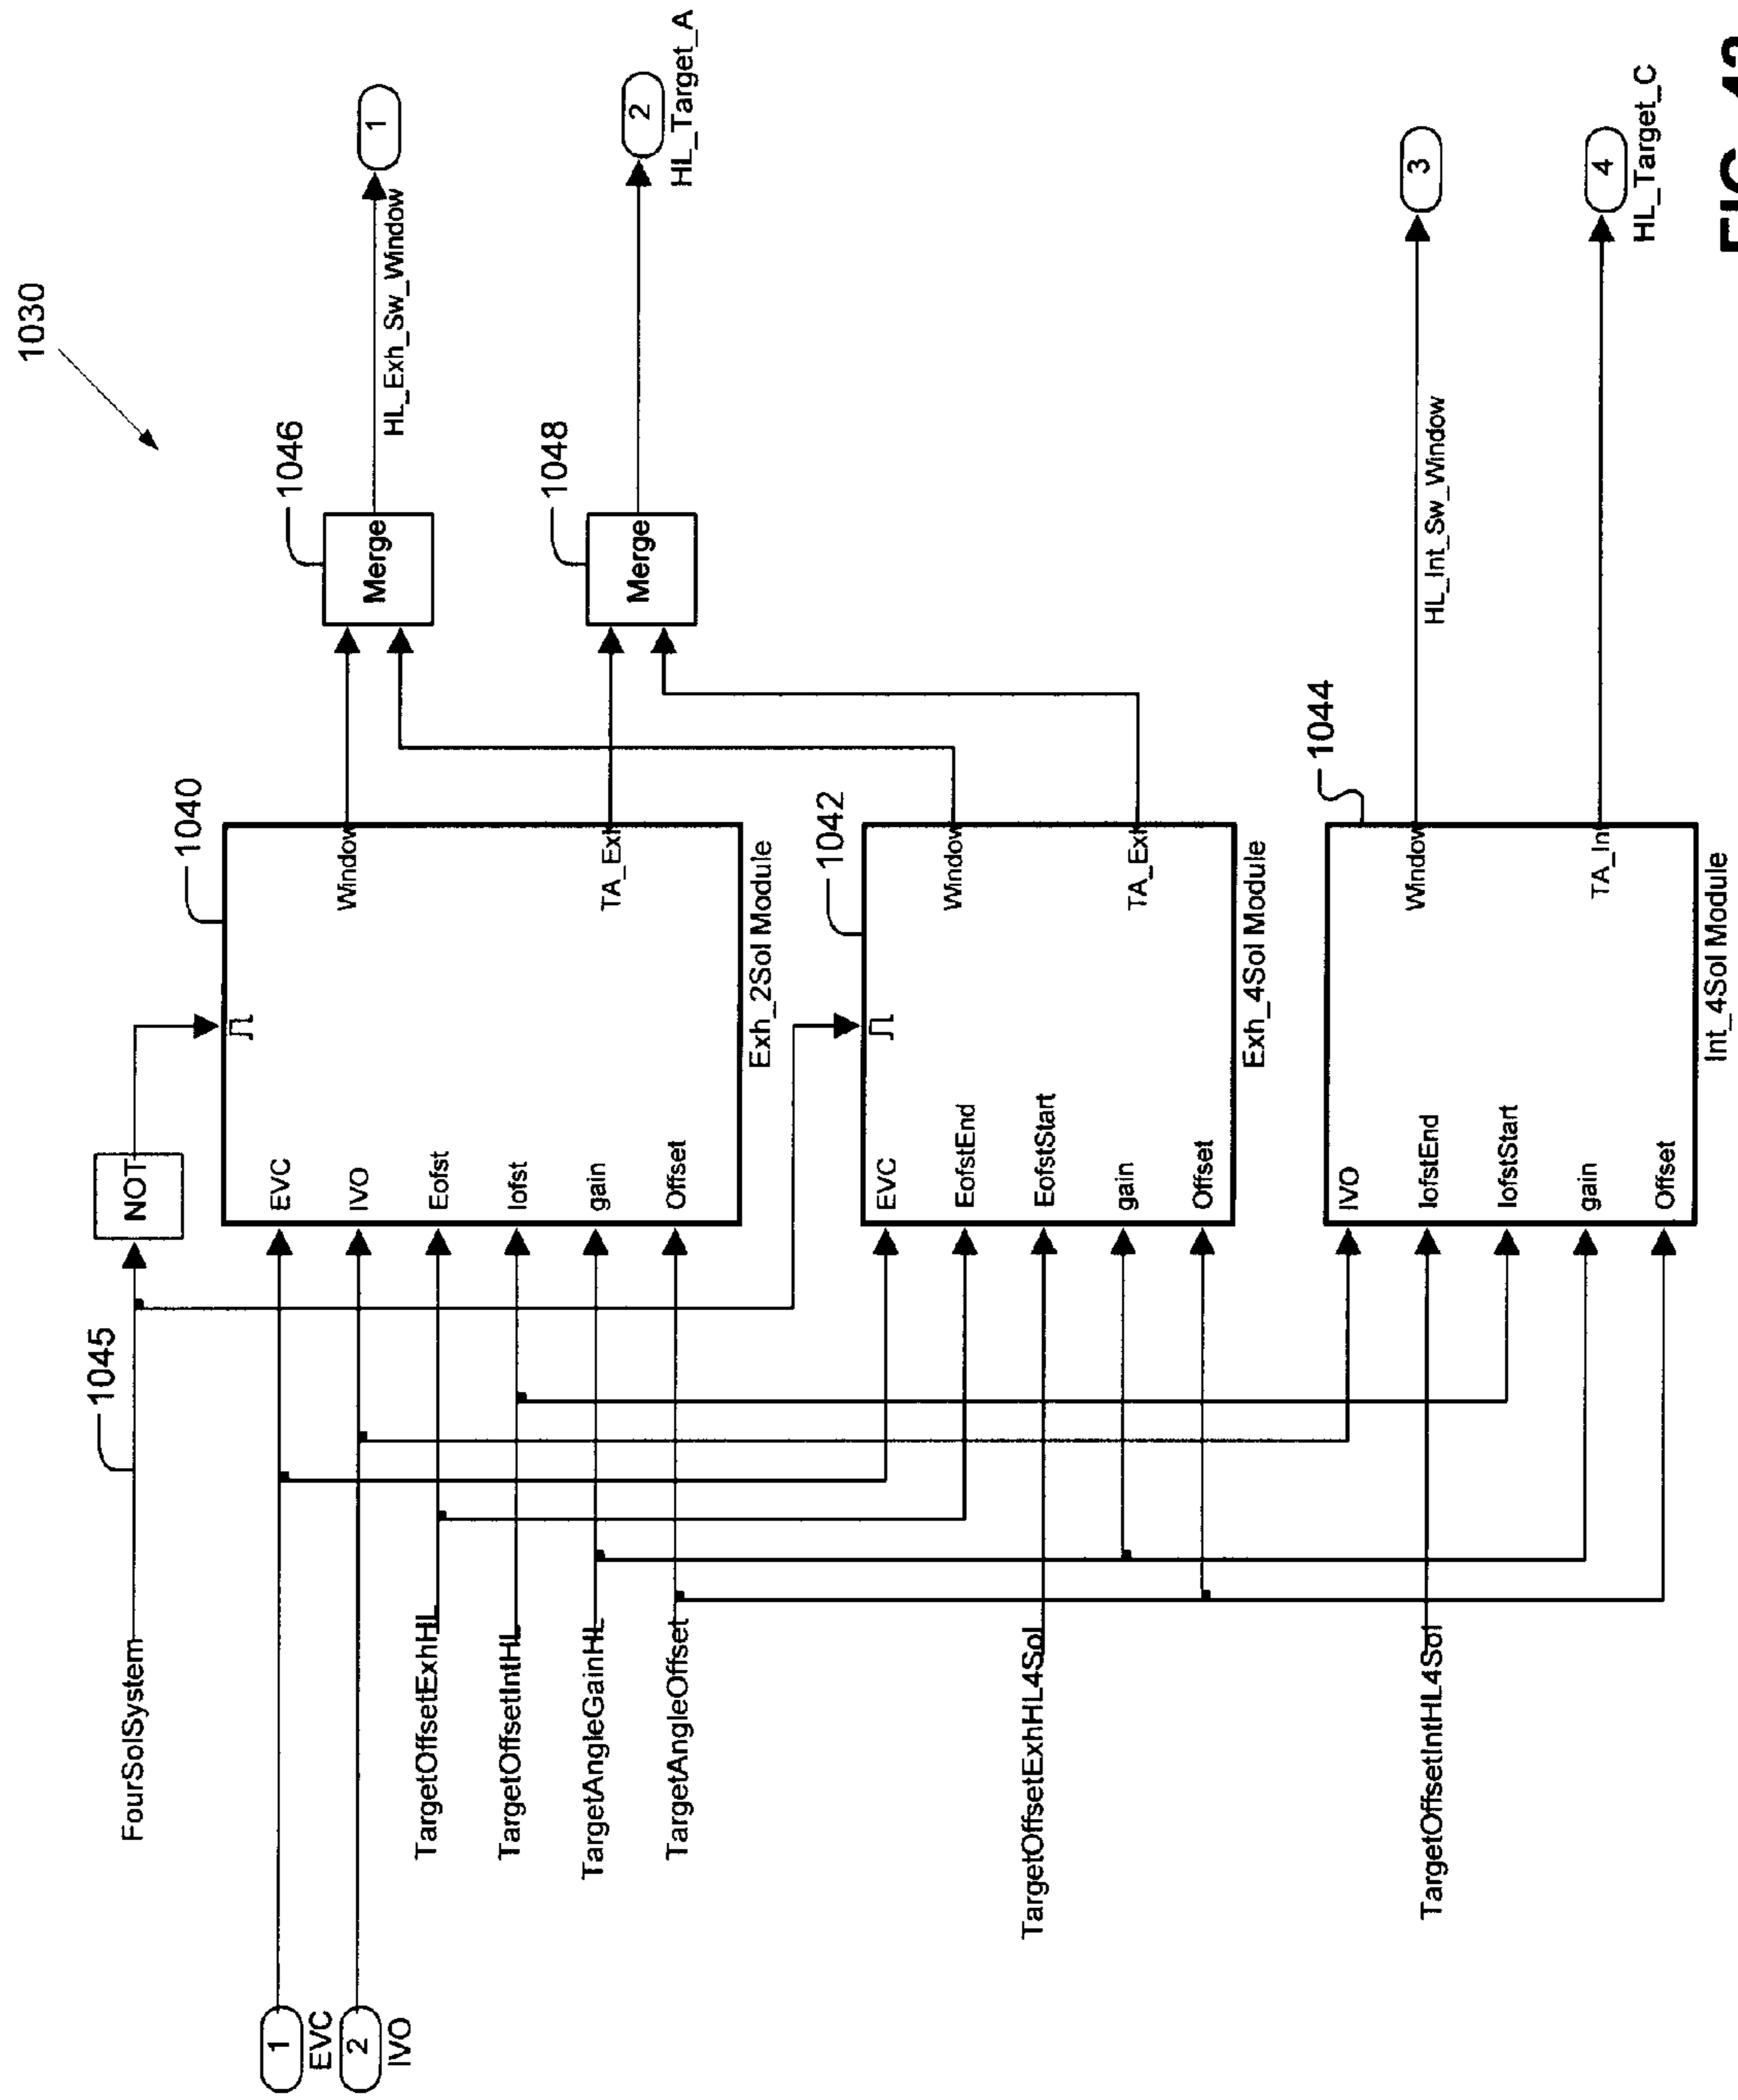 1030
1045
FourSolSystem
NOT
1
EVC
2
IVO
TargetOffsetExhHL
TargetOffsetIntHL
TargetAngleGainHL
TargetAngleOffset
1040
EVC
IVO
Eofst
Iofst
gain
Offset
Window
TA_Exh
Exh_2Sol Module
1046
Merge
HL_Exh_Sw_Window
1
1048
Merge
2
HL_Target_A
TargetOffsetExhHL4Sol
1042
EVC
EofstEnd
EofstStart
gain
Offset
Window
TA_Exh
Exh_4Sol Module
TargetOffsetIntHL4Sol
1044
IVO
IofstEnd
IofstStart
gain
Offset
Window
TA_Int
Int_4Sol Module
HL_Int_Sw_Window
3
4
HL_Target_C